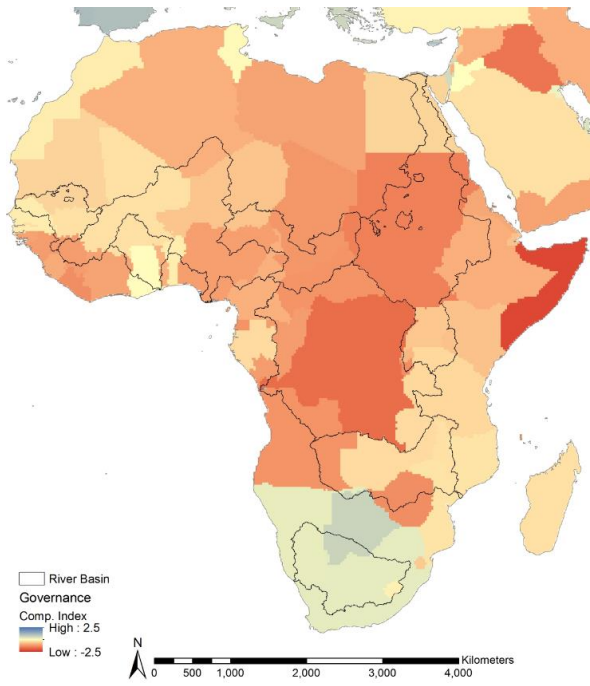 River Basin
Governance
Comp. Index
High : 2.5
Low : -2.5
N
Kilometers
0 250 500 1,000 2,000 3,000 4,000